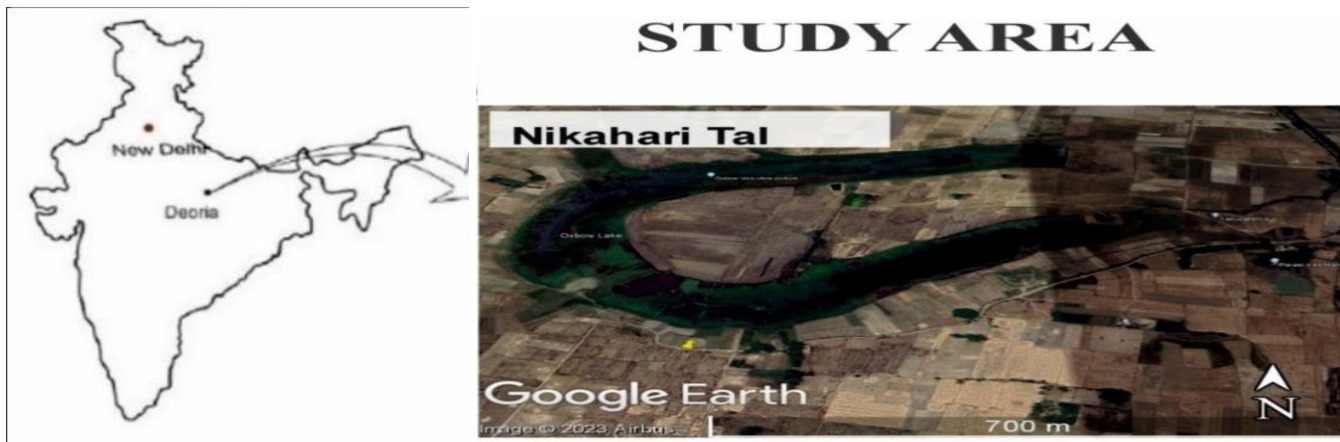 New Delhi
Deoria
STUDY AREA
Nikahari Tal
Oxbow Lake
Google Earth
Image © 2023 Airbus
700 m
N